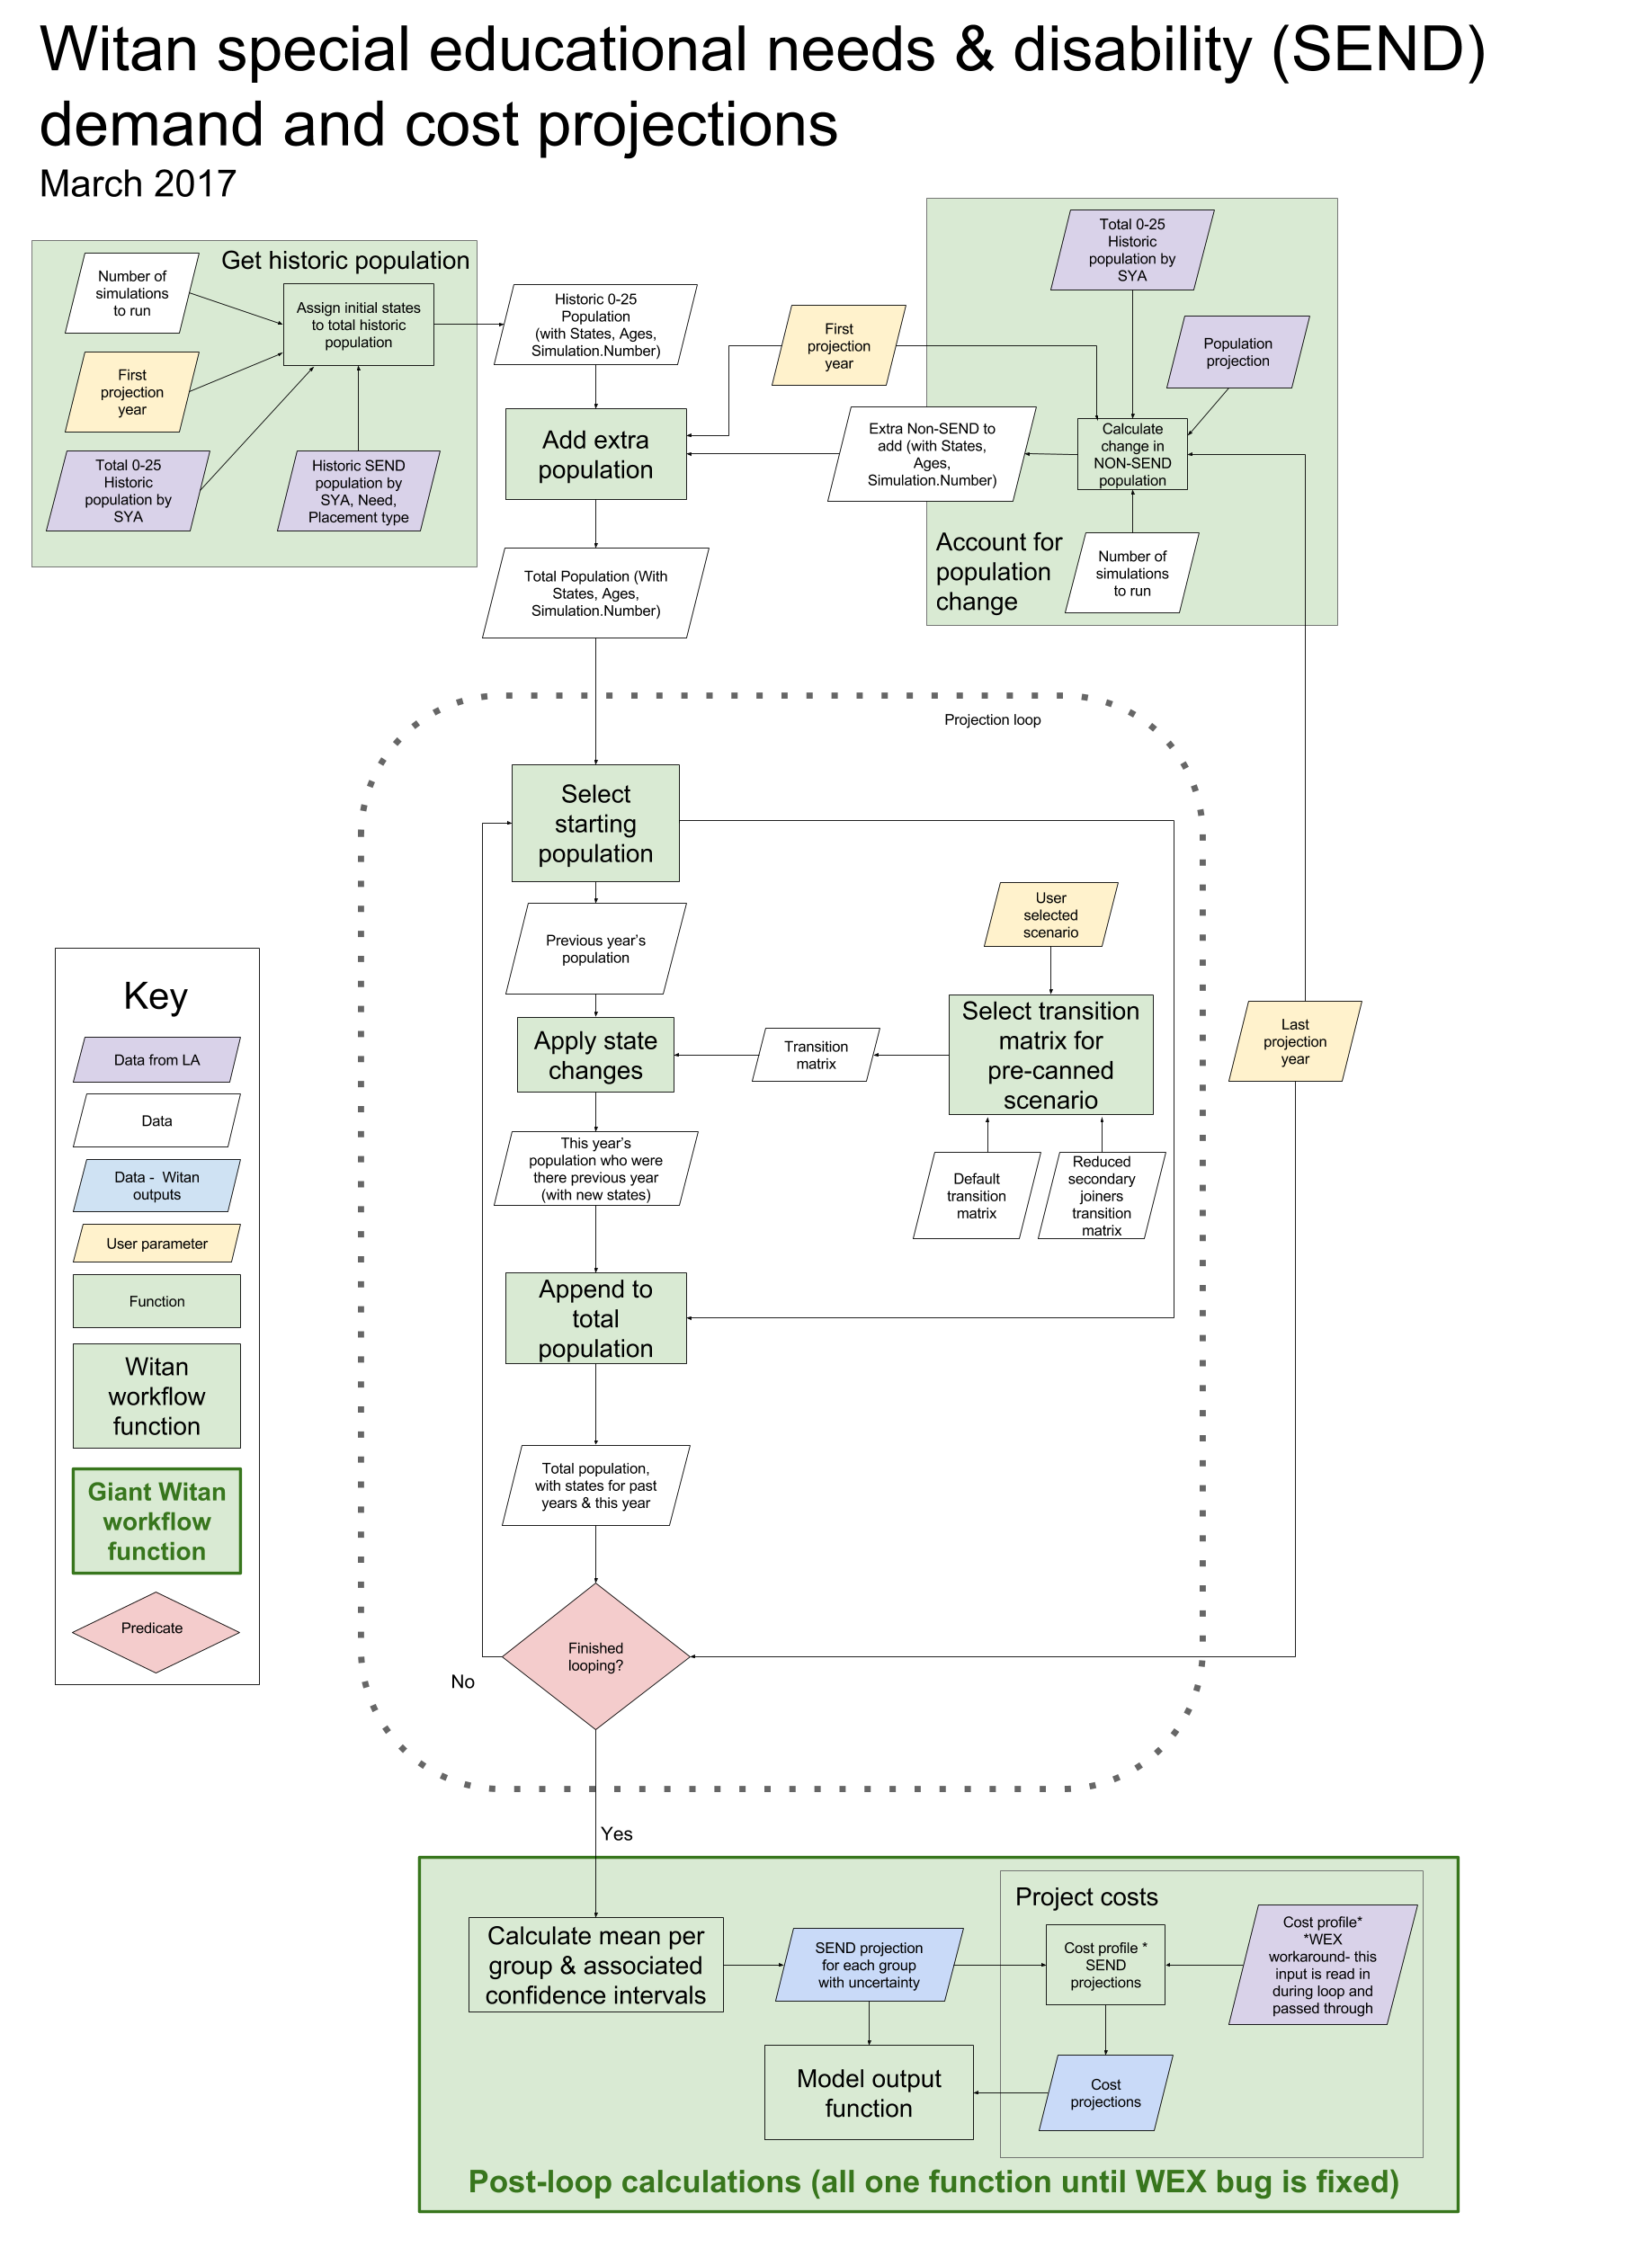 Witan special educational needs & disability (SEND)
demand and cost projections
March 2017
Get historic population
Number of
simulations
to run
Assign initial states
to total historic
population
First
projection
year
Total 0-25
Historic
population by
SYA
Historic SEND
population by
SYA, Need,
Placement type
Historic 0-25
Population
(with States, Ages,
Simulation.Number)
First
projection
year
Total 0-25
Historic
population by
SYA
Population
projection
Add extra
population
Extra Non-SEND to
add (with States,
Ages,
Simulation.Number)
Calculate
change in
NON-SEND
population
Account for
population
change
Number of
simulations
to run
Total Population (With
States, Ages,
Simulation.Number)
Projection loop
Select
starting
population
Previous year's
population
User
selected
scenario
Apply state
changes
Transition
matrix
Select transition
matrix for
pre-canned
scenario
Last
projection
year
This year's
population who were
there previous year
(with new states)
Default
transition
matrix
Reduced
secondary
joiners
transition
matrix
Append to
total
population
Total population,
with states for past
years & this year
Finished
looping?
No
Yes
Key
Data from LA
Data
Data - Witan
outputs
User parameter
Function
Witan
workflow
function
Giant Witan
workflow
function
Predicate
Calculate mean per
group & associated
confidence intervals
SEND projection
for each group
with uncertainty
Project costs
Cost profile *
SEND
projections
Cost profile*
*WEX
workaround- this
input is read in
during loop and
passed through
Model output
function
Cost
projections
Post-loop calculations (all one function until WEX bug is fixed)